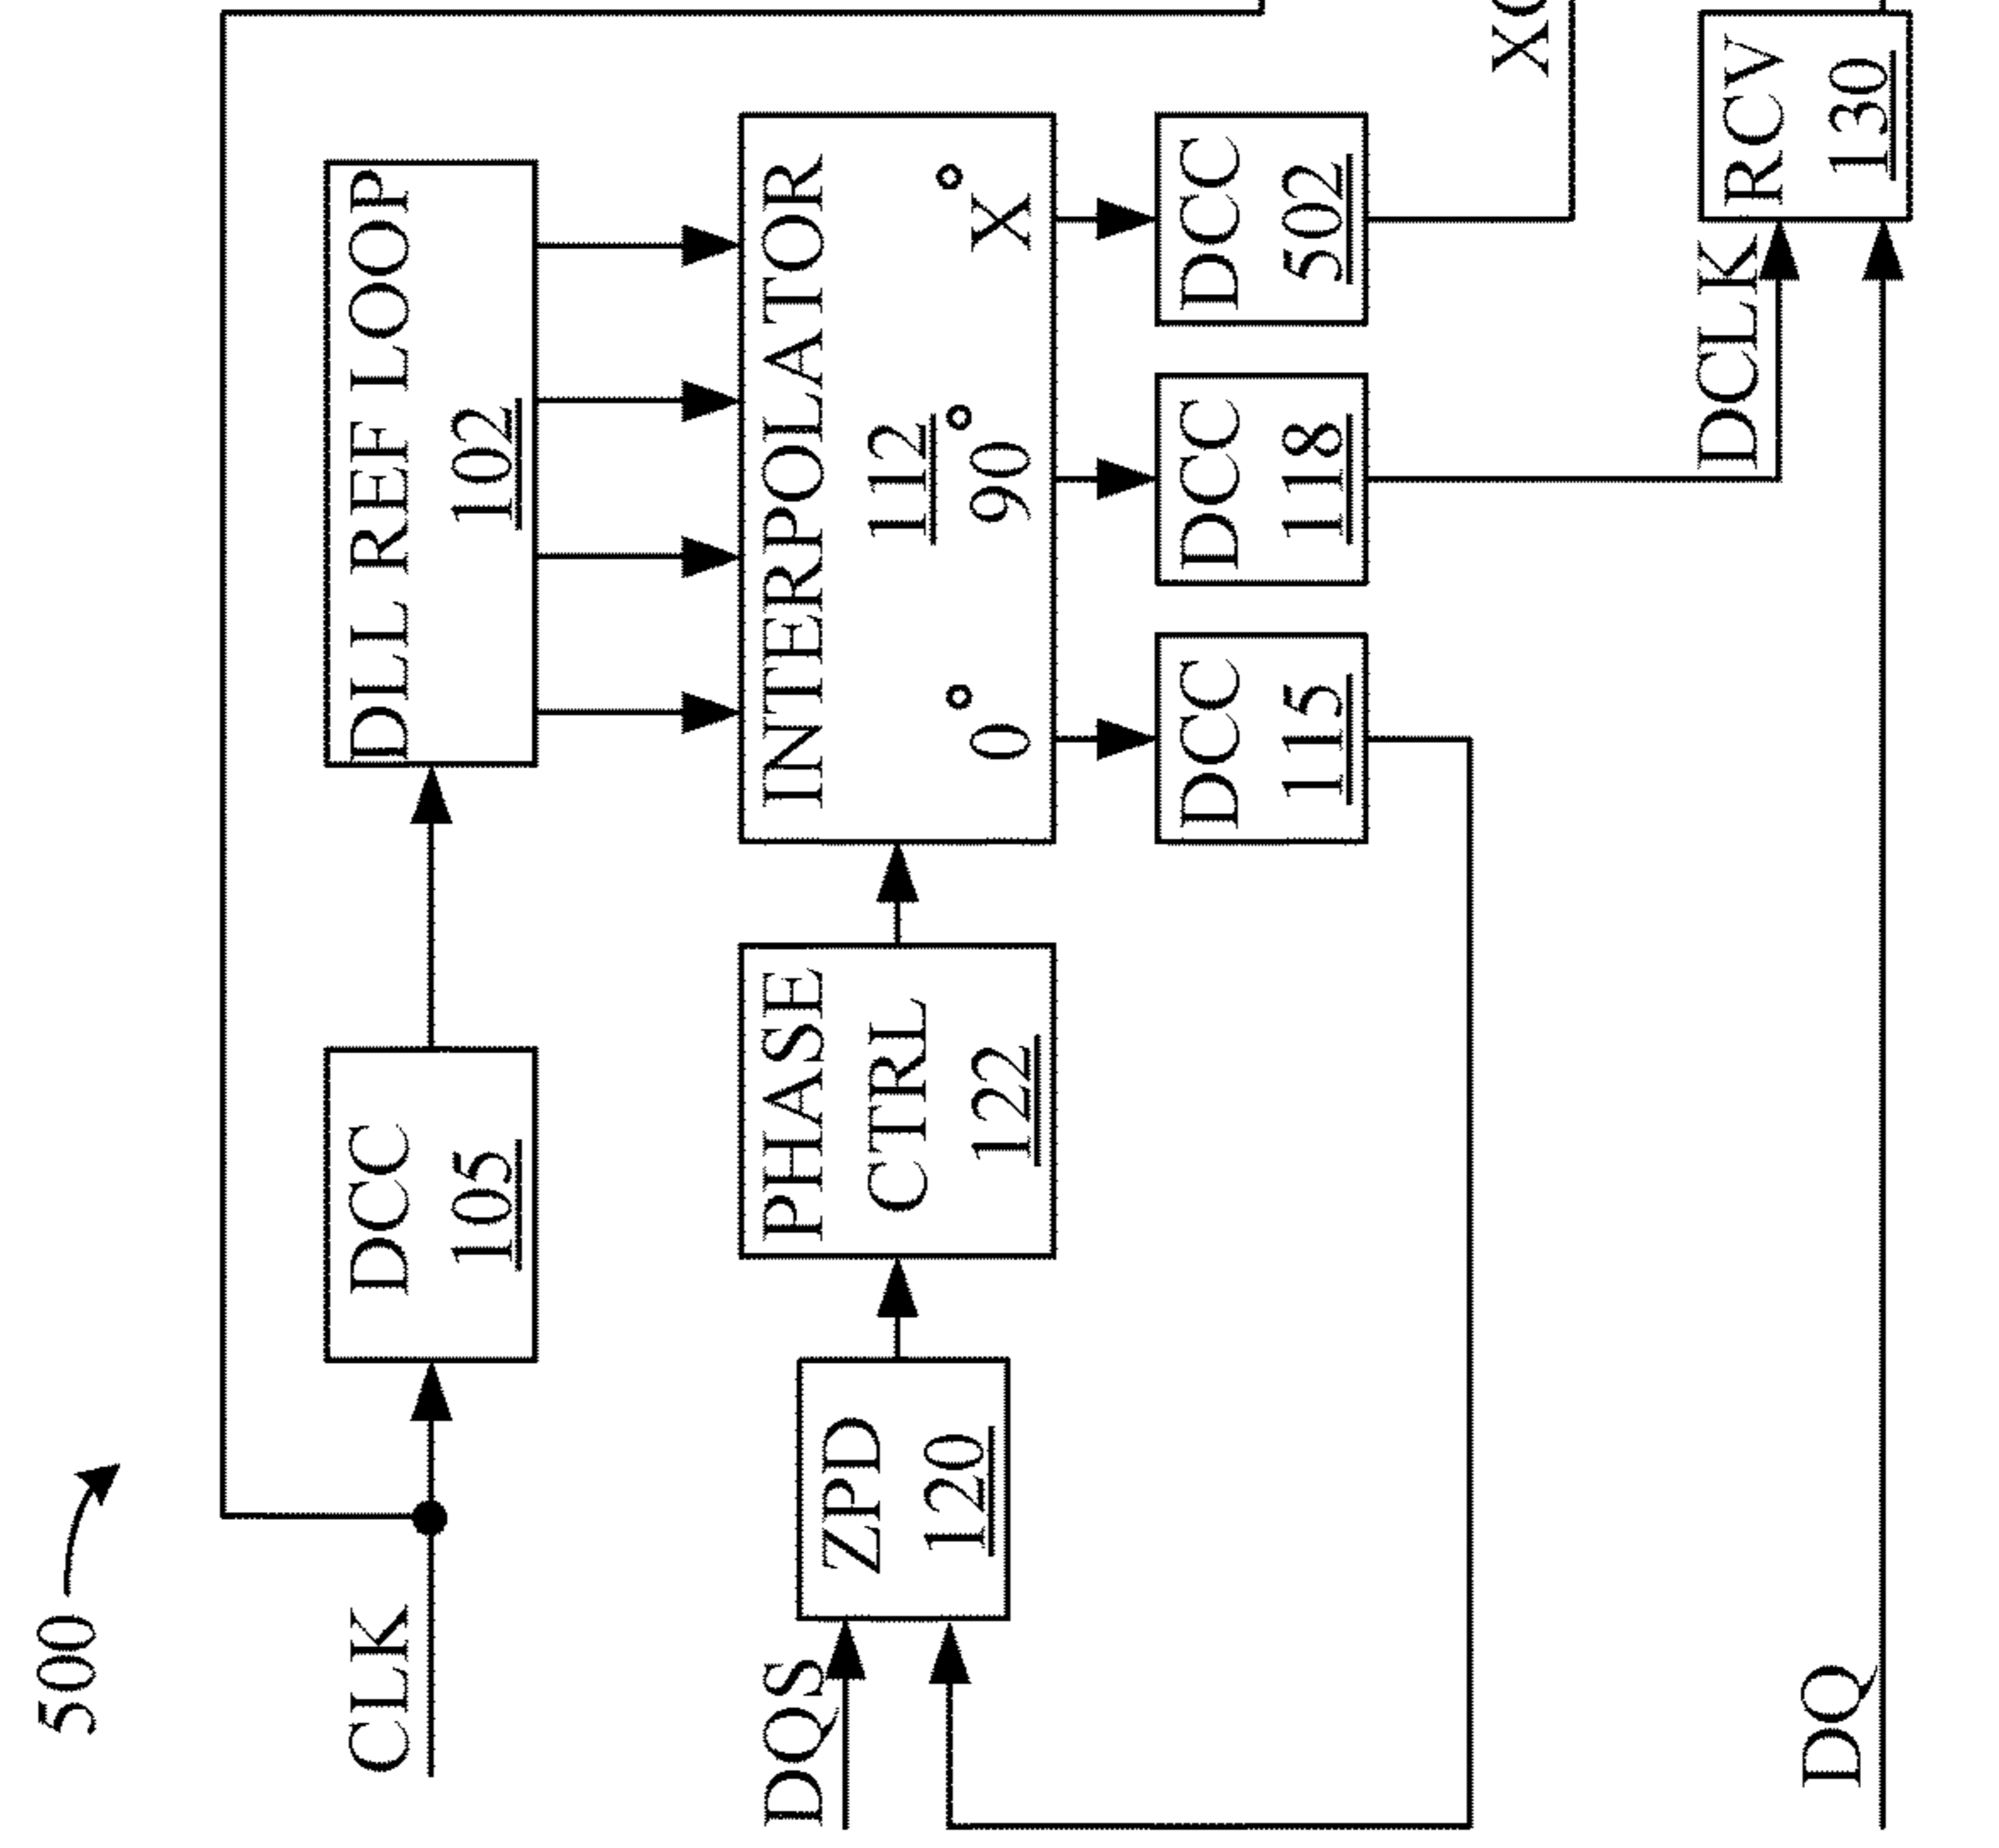 500
CLK
DCC
105
DLL REF LOOP
102
DQS
ZPD
120
PHASE
CTRL
122
INTERPOLATOR
112
0° 90° X°
DCC
115
DCC
118
DCC
502
DCLK
RCV
130
DQ